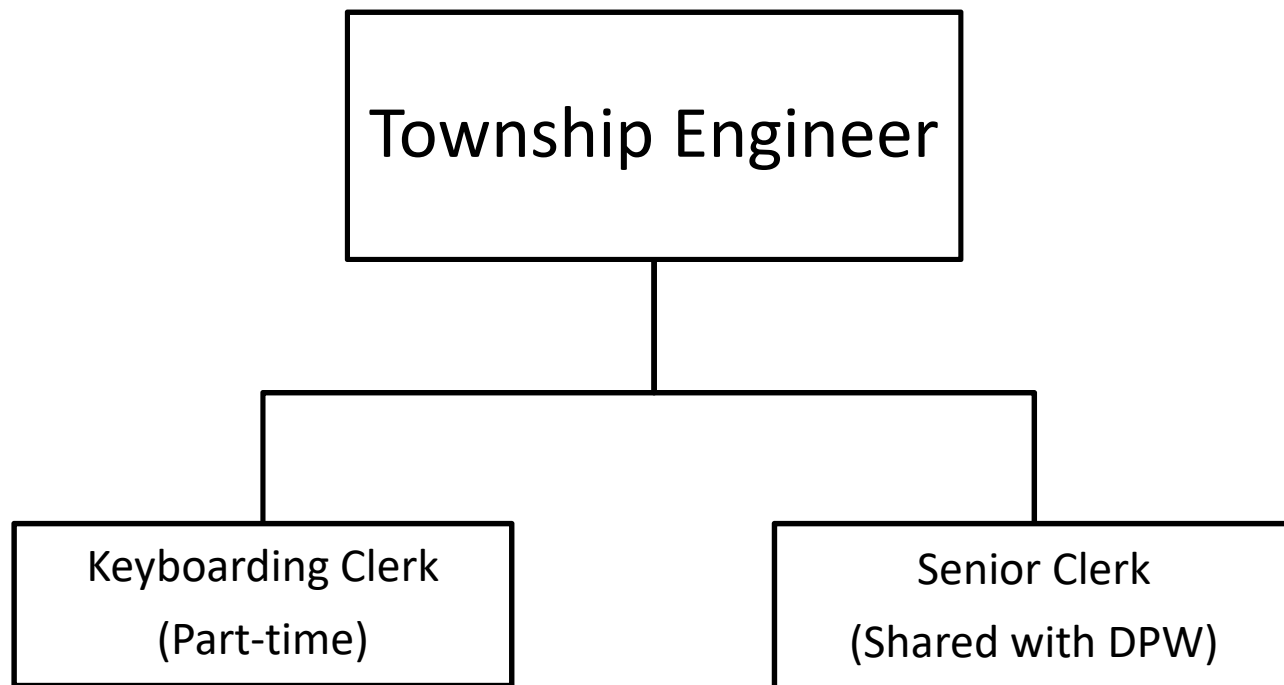 Township Engineer
Keyboarding Clerk
(Part-time)
Senior Clerk
(Shared with DPW)